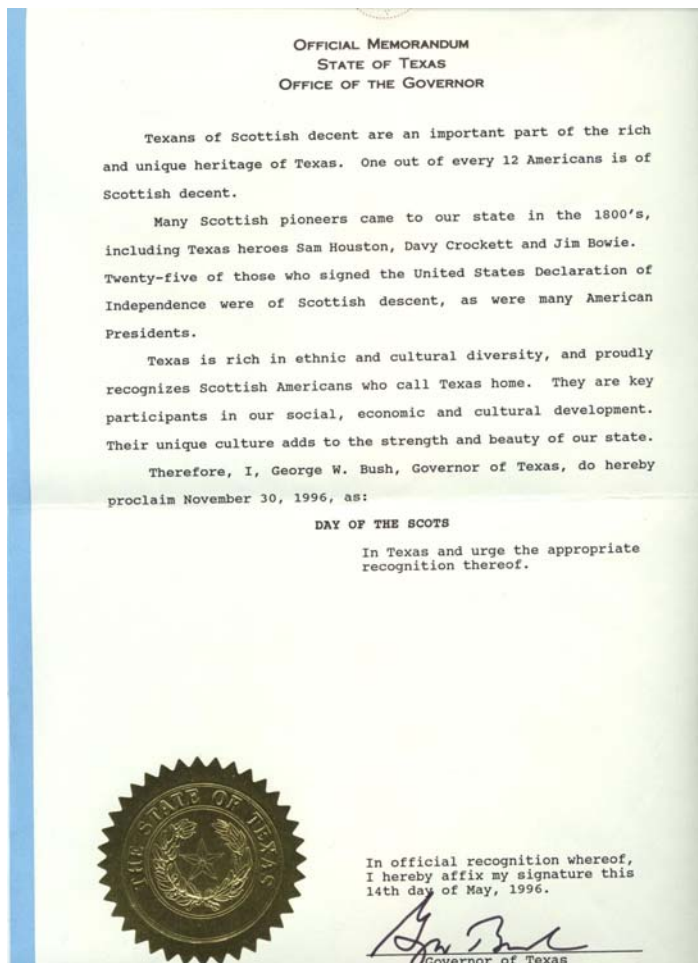 OFFICIAL MEMORANDUM
STATE OF TEXAS
OFFICE OF THE GOVERNOR
Texans of Scottish decent are an important part of the rich
and unique heritage of Texas. One out of every 12 Americans is of
Scottish decent.
Many Scottish pioneers came to our state in the 1800's,
including Texas heroes Sam Houston, Davy Crockett and Jim Bowie.
Twenty-five of those who signed the United States Declaration of
Independence were of Scottish descent, as were many American
Presidents.
Texas is rich in ethnic and cultural diversity, and proudly
recognizes Scottish Americans who call Texas home. They are key
participants in our social, economic and cultural development.
Their unique culture adds to the strength and beauty of our state.
Therefore, I, George W. Bush, Governor of Texas, do hereby
proclaim November 30, 1996, as:
DAY OF THE SCOTS
In Texas and urge the appropriate
recognition thereof.
THE STATE OF TEXAS
In official recognition whereof,
I hereby affix my signature this
14th day of May, 1996.
Governor of Texas